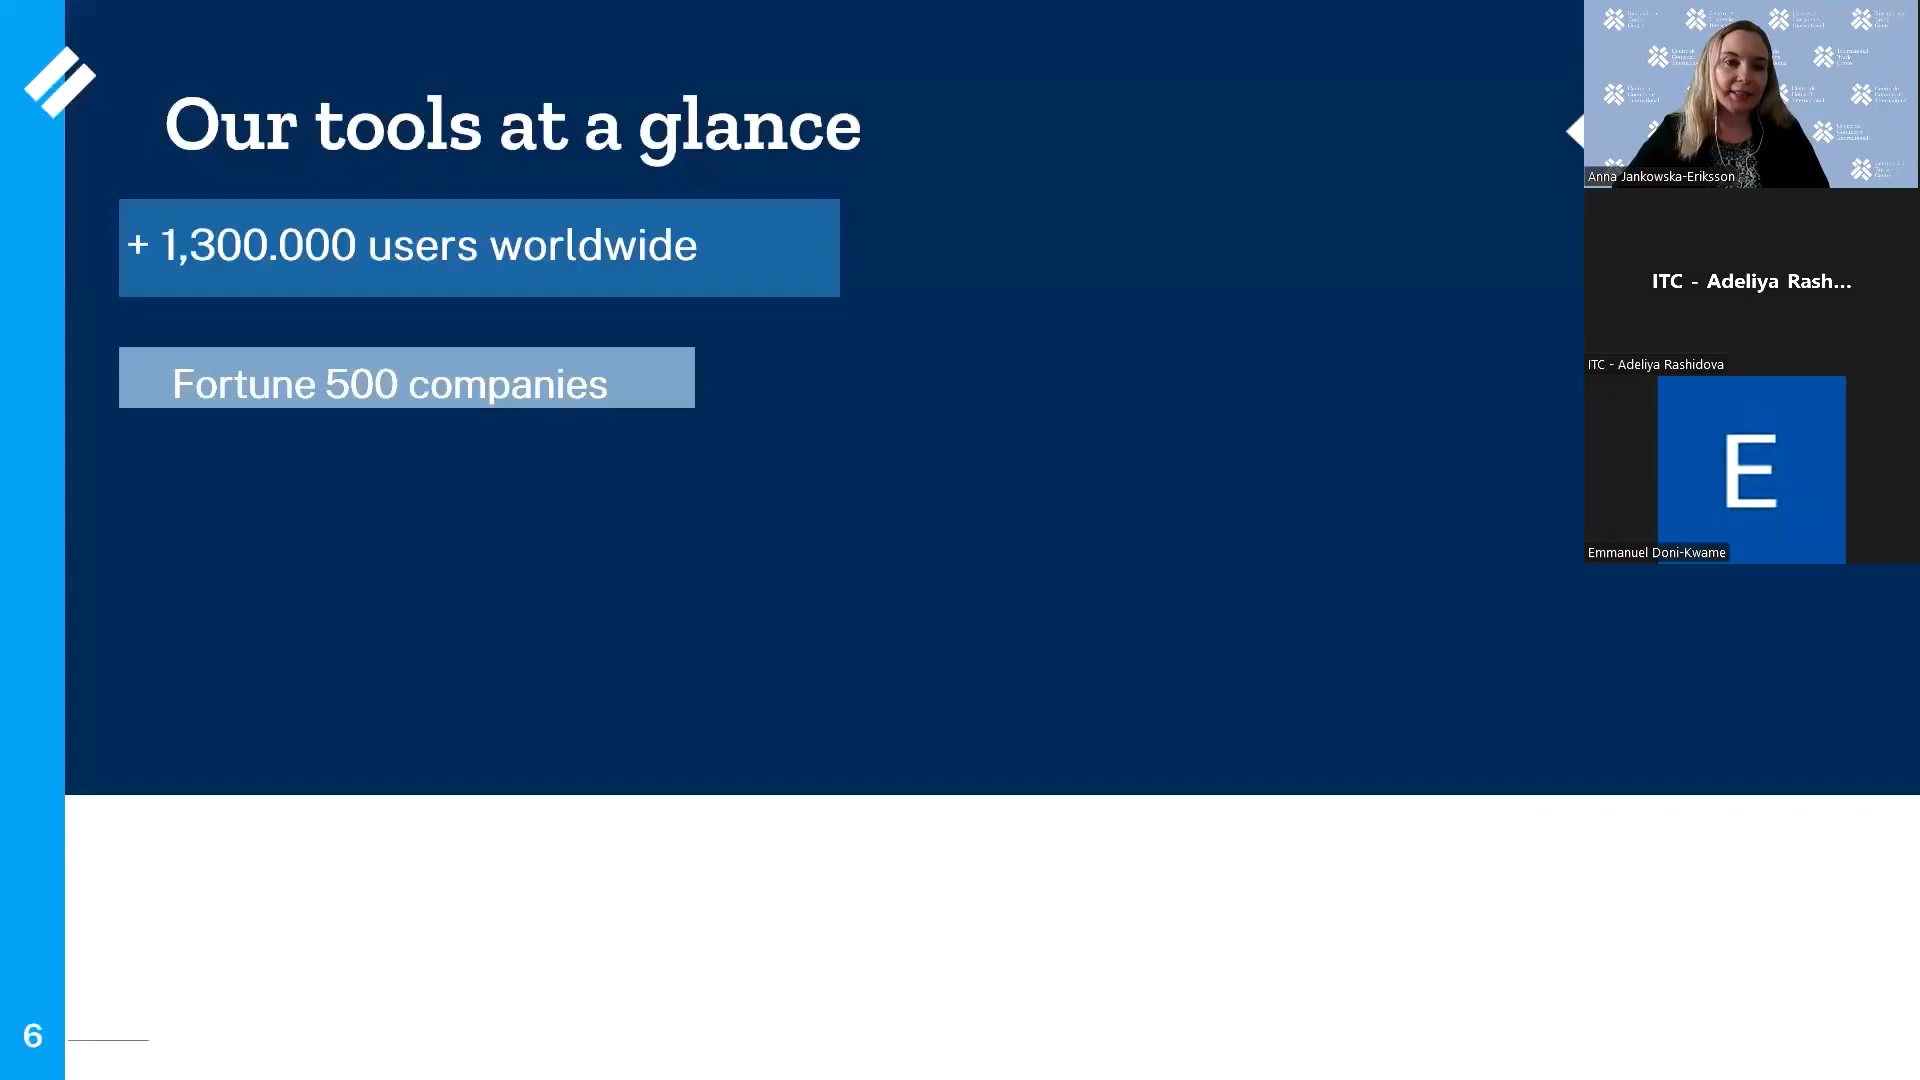 Our tools at a glance
+ 1,300.000 users worldwide
Fortune 500 companies
6
Anna Jankowska-Eriksson
ITC - Adeliya Rash...
ITC - Adeliya Rashidova
E
Emmanuel Doni-Kwame